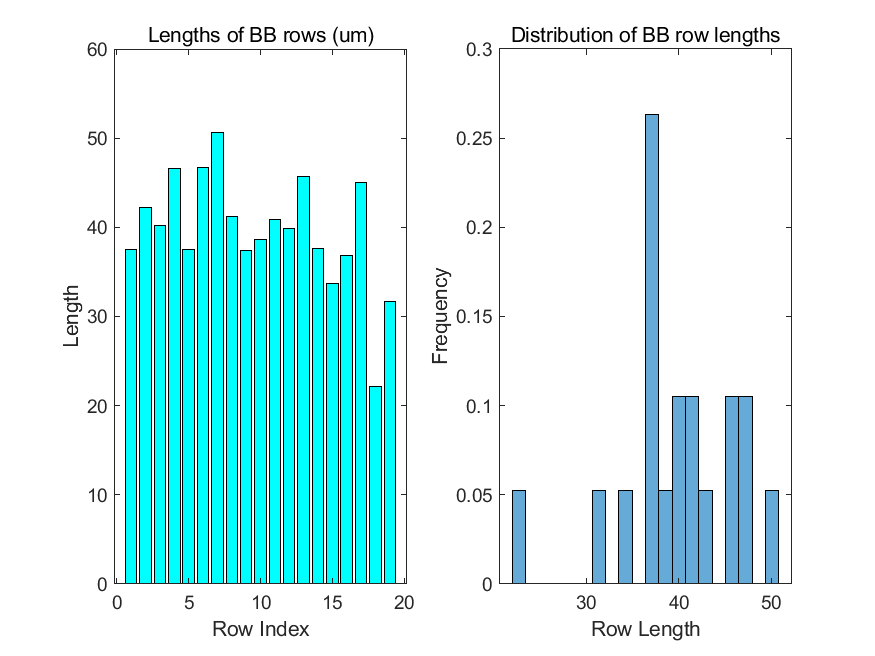 Lengths of BB rows (um)
60
50
40
30
20
10
0
Length
0 5 10 15 20
Row Index
Distribution of BB row lengths
0.3
0.25
0.2
0.15
0.1
0.05
0
Frequency
30 40 50
Row Length